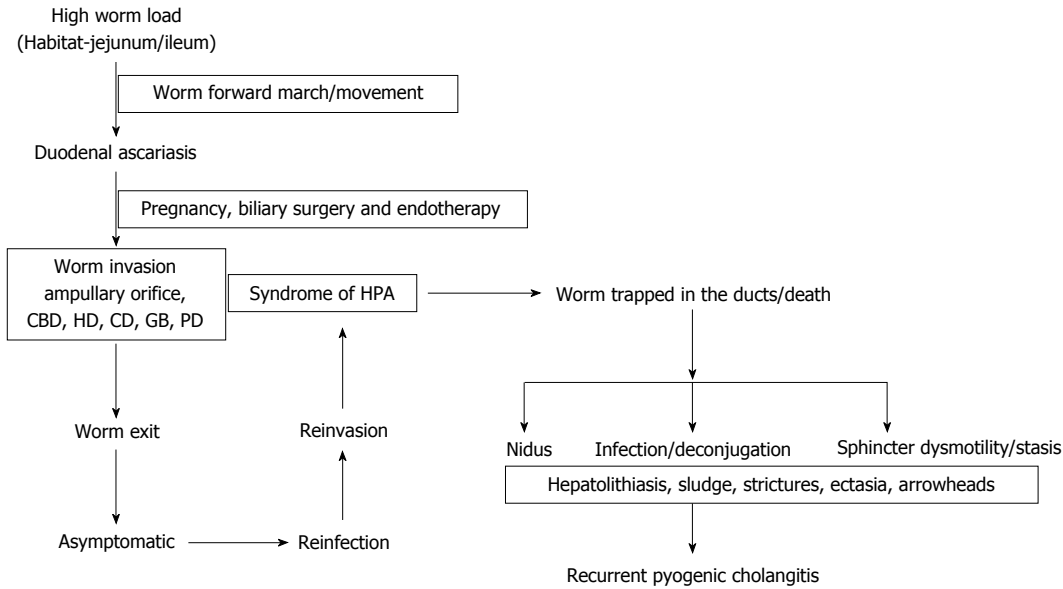 High worm load
(Habitat-jejunum/ileum)
Worm forward march/movement
Duodenal ascariasis
Pregnancy, biliary surgery and endotherapy
Worm invasion
ampullary orifice,
CBD, HD, CD, GB, PD
Syndrome of HPA
Worm trapped in the ducts/death
Worm exit
Reinvasion
Nidus
Infection/deconjugation
Sphincter dysmotility/stasis
Hepatolithiasis, sludge, strictures, ectasia, arrowheads
Asymptomatic
Reinfection
Recurrent pyogenic cholangitis